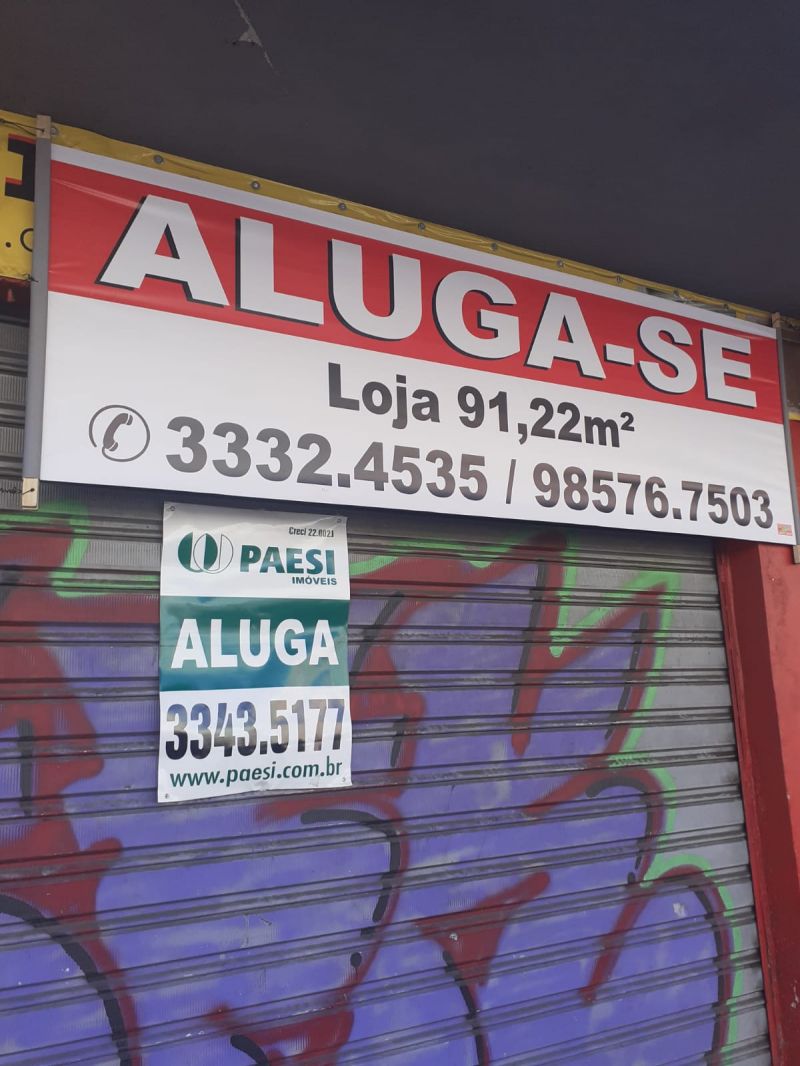 ALUGA-SE
Loja 91,22m²
3332.4535 / 98576.7503
Creci 22.002J
PAESI
IMÓVEIS
ALUGA
3343.5177
www.paesi.com.br